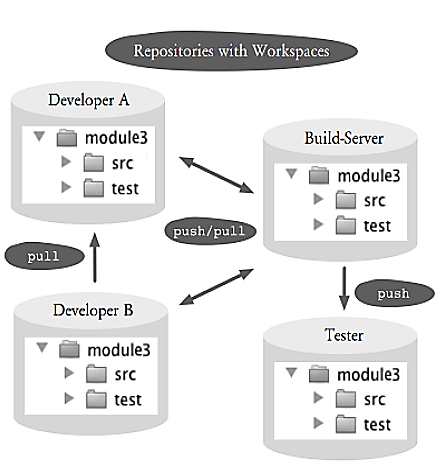 Repositories with Workspaces
Developer A
module3
src
test
Build-Server
module3
src
test
push/pull
pull
push
Developer B
module3
src
test
Tester
module3
src
test